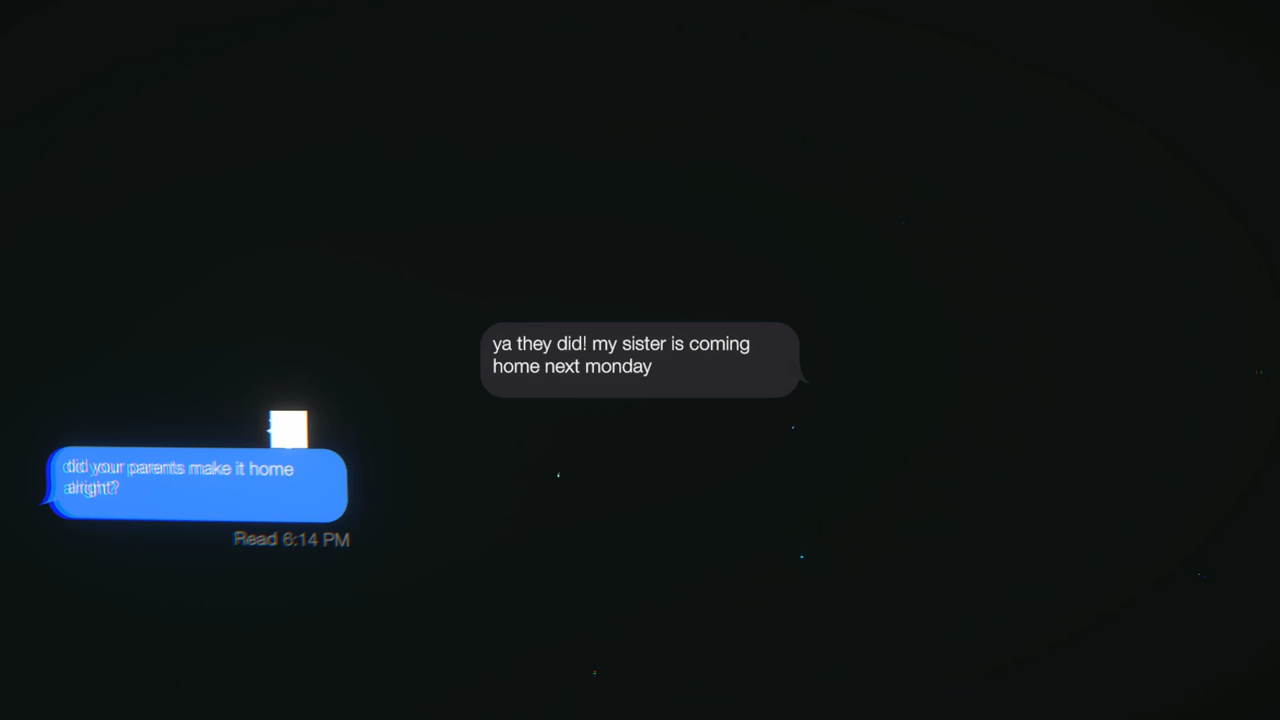 ya they did! my sister is coming
home next monday
did your parents make it home
alright?
Read 6:14 PM